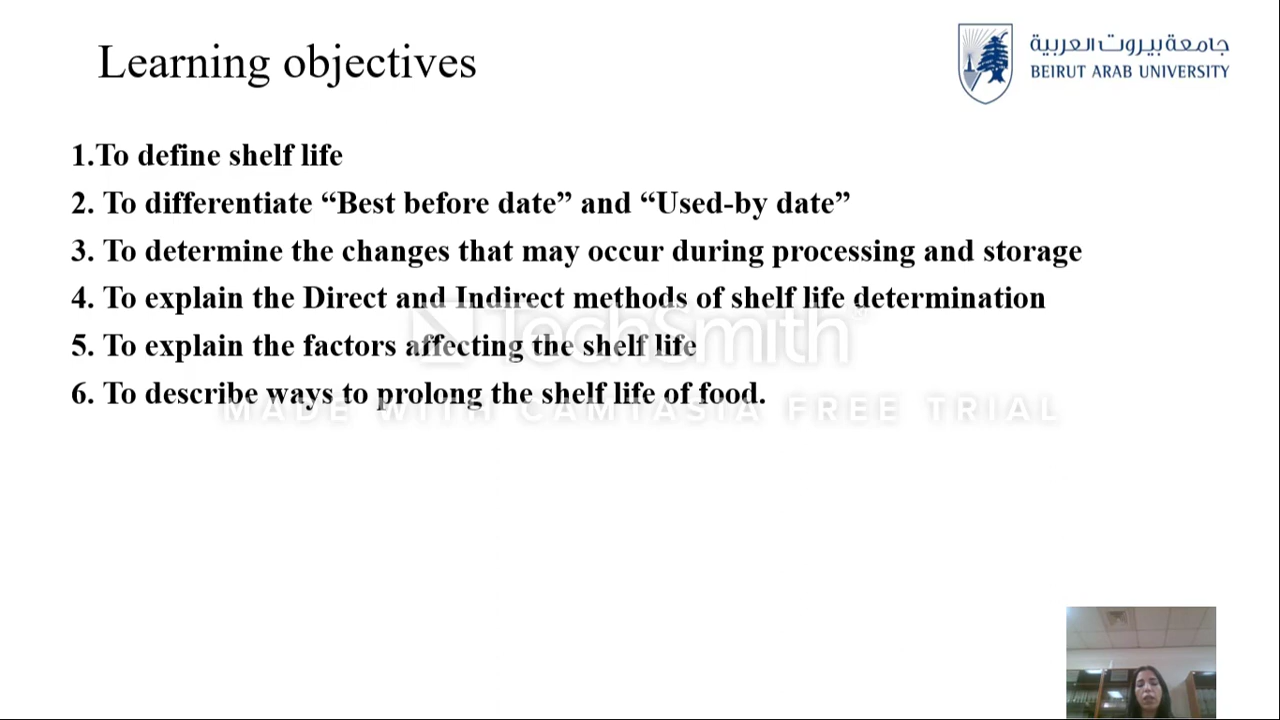 Learning objectives
جامعة بيروت العربية
BEIRUT ARAB UNIVERSITY
1.To define shelf life
2. To differentiate “Best before date” and “Used-by date”
3. To determine the changes that may occur during processing and storage
4. To explain the Direct and Indirect methods of shelf life determination
5. To explain the factors affecting the shelf life
6. To describe ways to prolong the shelf life of food.
TechSmith
MADE WITH CAMTASIA FREE TRIAL